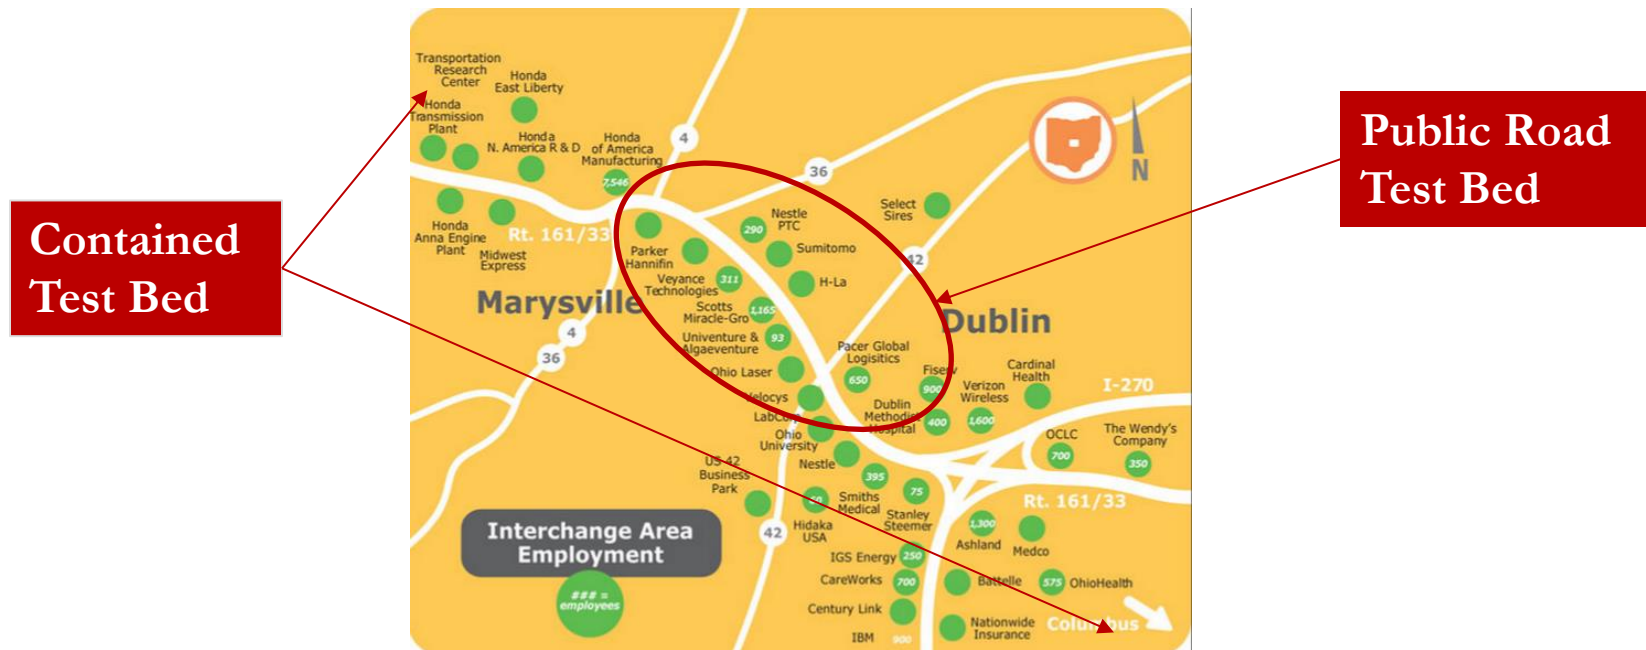 Transportation
Research
Center
Honda
East Liberty
Honda
Transmission
Plant
Honda
N. America R & D
Honda
of America
Manufacturing
7,546
4
36
N
Public Road
Test Bed
Contained
Test Bed
Honda
Anna Engine
Plant
Midwest
Express
Rt. 161/33
Parker
Hannifin
290
Nestle
PTC
Sumitomo
H-La
Select
Sires
42
Marysville
Veyance
Technologies
311
Scotts
Miracle-Gro
1,165
Univenture &
Algaeventure
93
Dublin
4
36
Ohio Laser
Pacer Global
Logisitics
650
Fiserv
900
Verizon
Wireless
1,600
Cardinal
Health
I-270
Velocys
LabCorp
Dublin
Methodist
Hospital
400
Ohio
University
Nestle
OCLC
700
The Wendy's
Company
350
US 42
Business
Park
395
Smiths
Medical
75
Stanley
Steemer
Rt. 161/33
Hidaka
USA
42
1,300
Ashland
Medco
Interchange Area
Employment
### =
employees
IGS Energy
250
CareWorks
700
Battelle
575
OhioHealth
Century Link
Nationwide
Insurance
Columbus
IBM
900